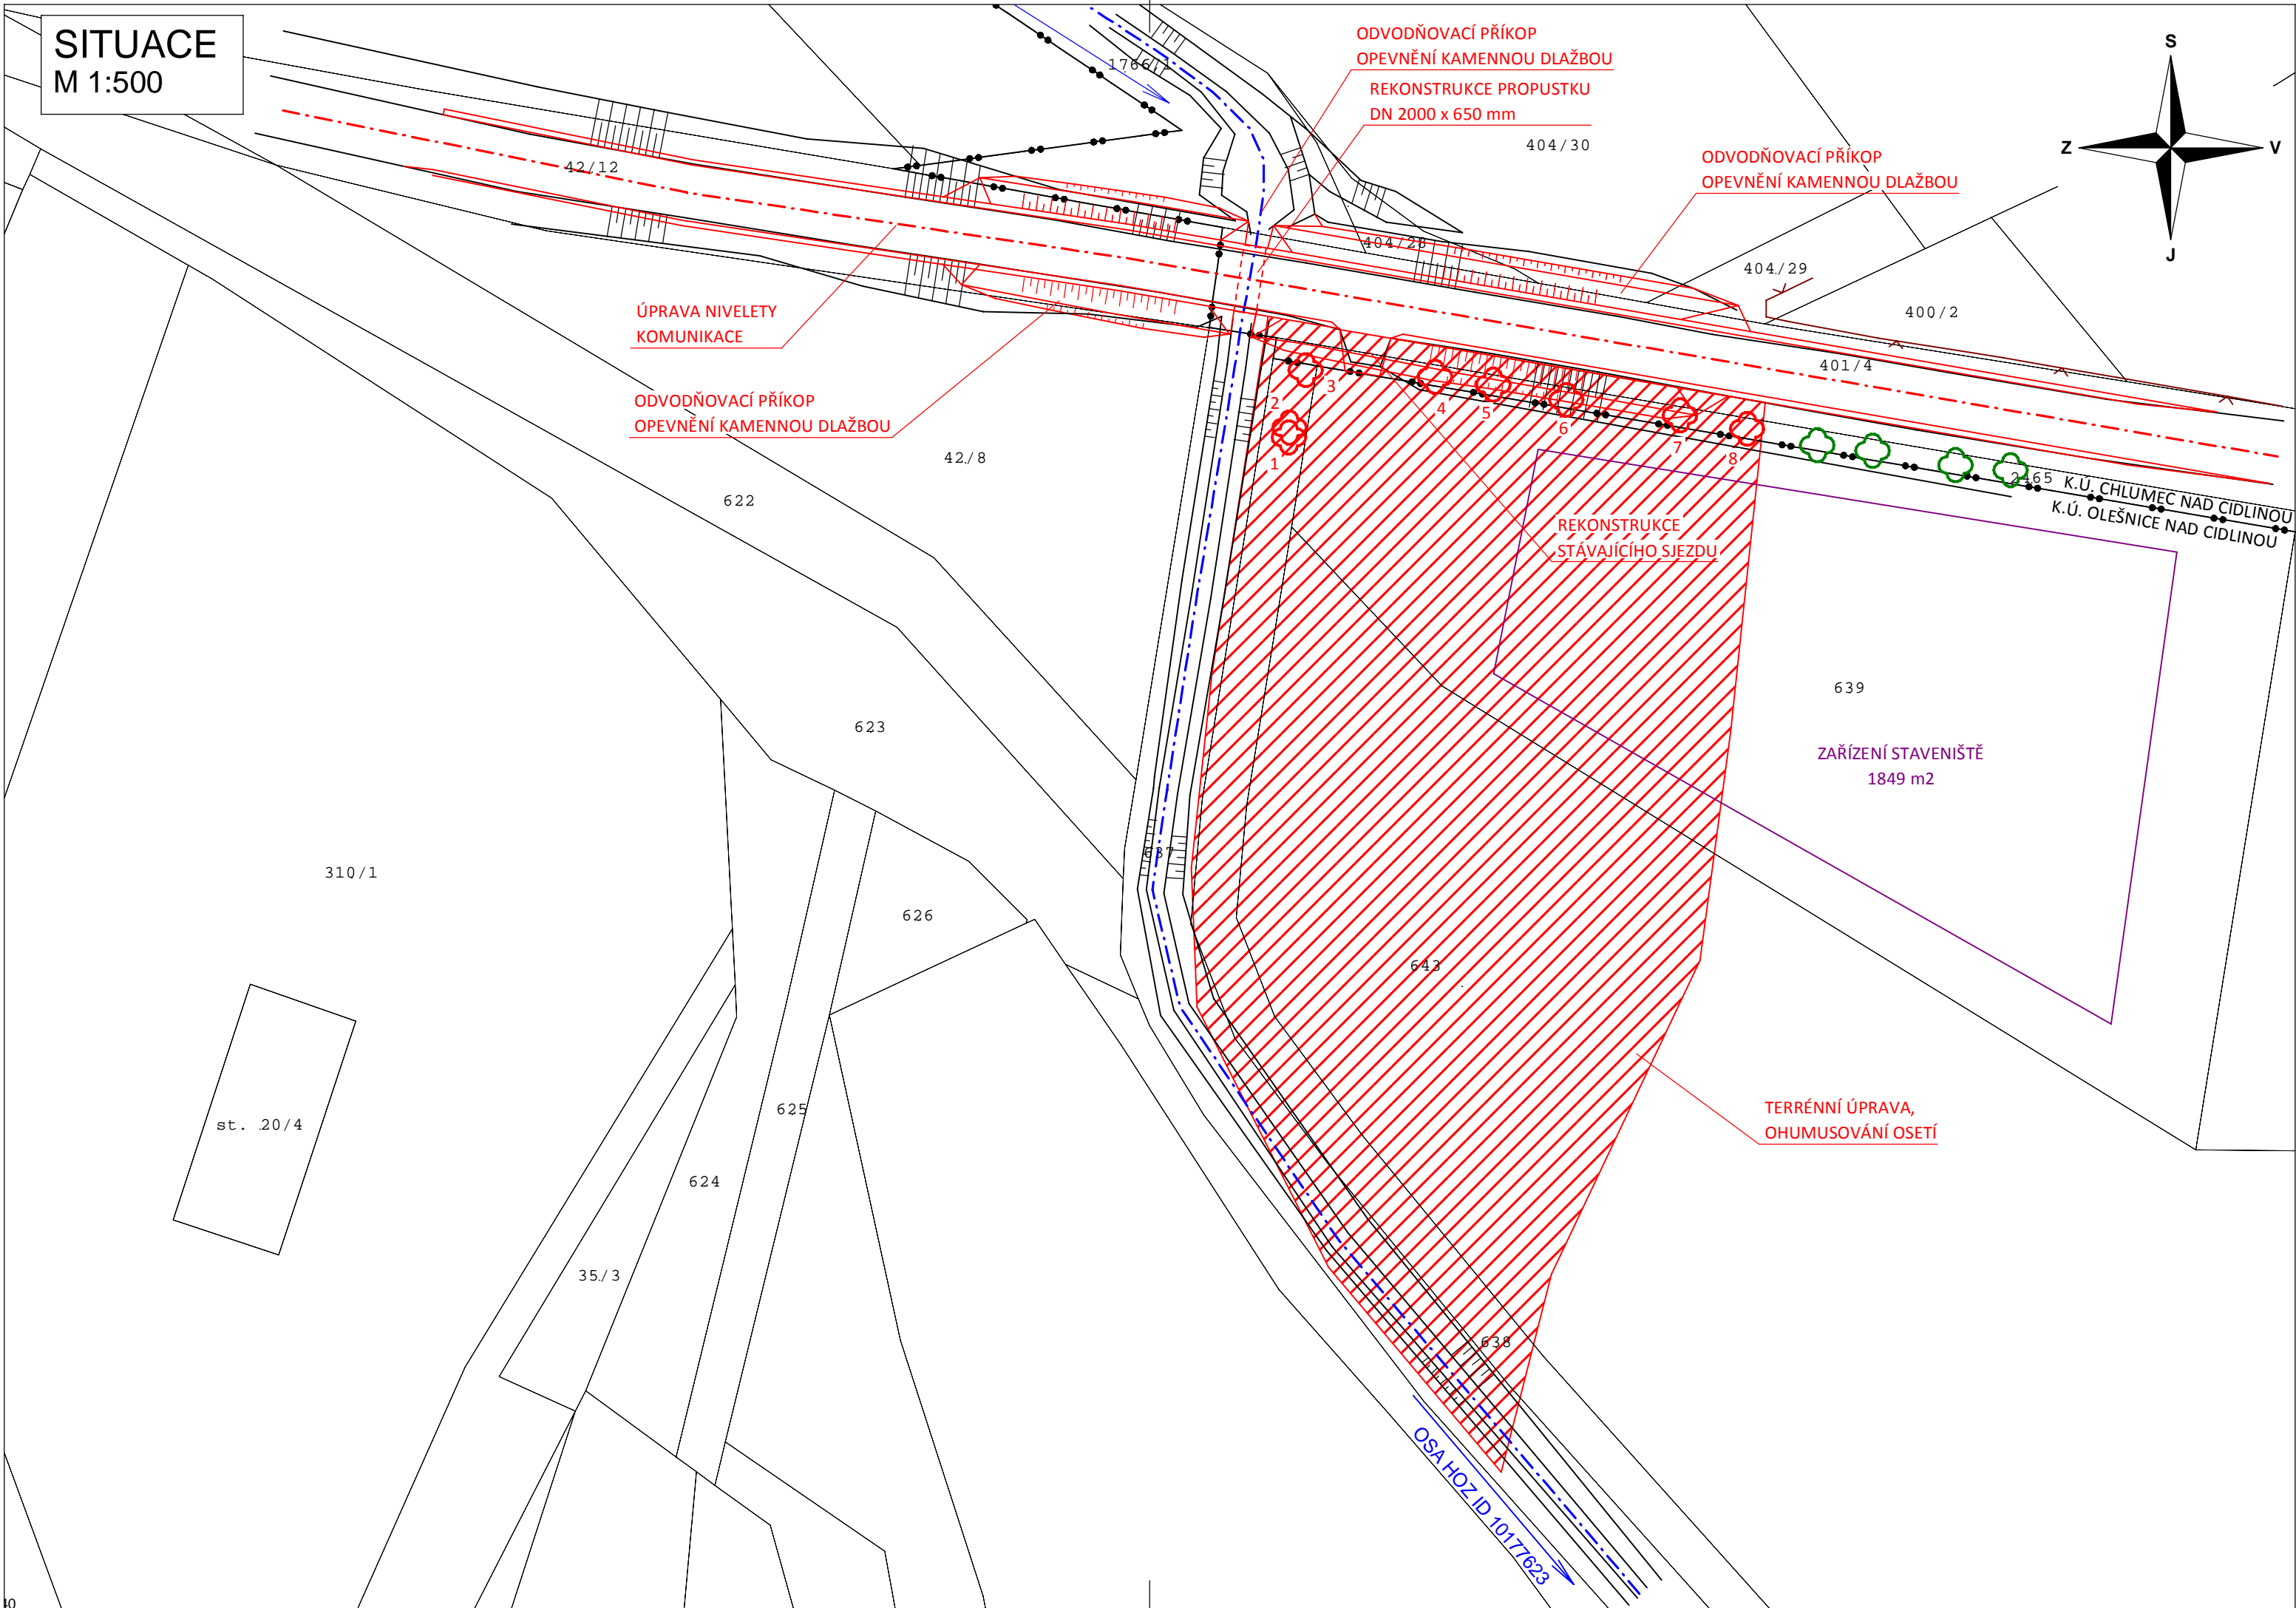 SITUACE
M 1:500
ODVODŇOVACÍ PŘÍKOP
OPEVNĚNÍ KAMENNOU DLAŽBOU
REKONSTRUKCE PROPUSTKU
DN 2000 x 650 mm
ODVODŇOVACÍ PŘÍKOP
OPEVNĚNÍ KAMENNOU DLAŽBOU
S
Z
V
J
1766/1
404/30
42/12
404/28
404/29
400/2
401/4
ÚPRAVA NIVELETY
KOMUNIKACE
ODVODŇOVACÍ PŘÍKOP
OPEVNĚNÍ KAMENNOU DLAŽBOU
3
2
1
4
5
6
7
8
42/8
622
2465
K.Ú. CHLUMEC NAD CIDLINOU
K.Ú. OLEŠNICE NAD CIDLINOU
REKONSTRUKCE
STÁVAJÍCÍHO SJEZDU
639
623
ZAŘÍZENÍ STAVENIŠTĚ
1849 m2
637
310/1
626
643
st. 20/4
625
TERRÉNNÍ ÚPRAVA,
OHUMUSOVÁNÍ OSETÍ
624
35/3
638
OSA HOZ ID 10177623